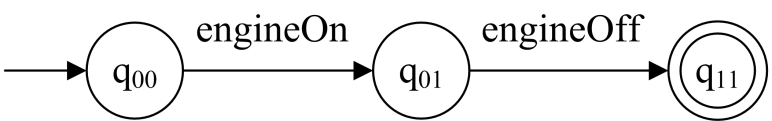 engineOn engineOff
q₀₀ q₀₁ q₁₁